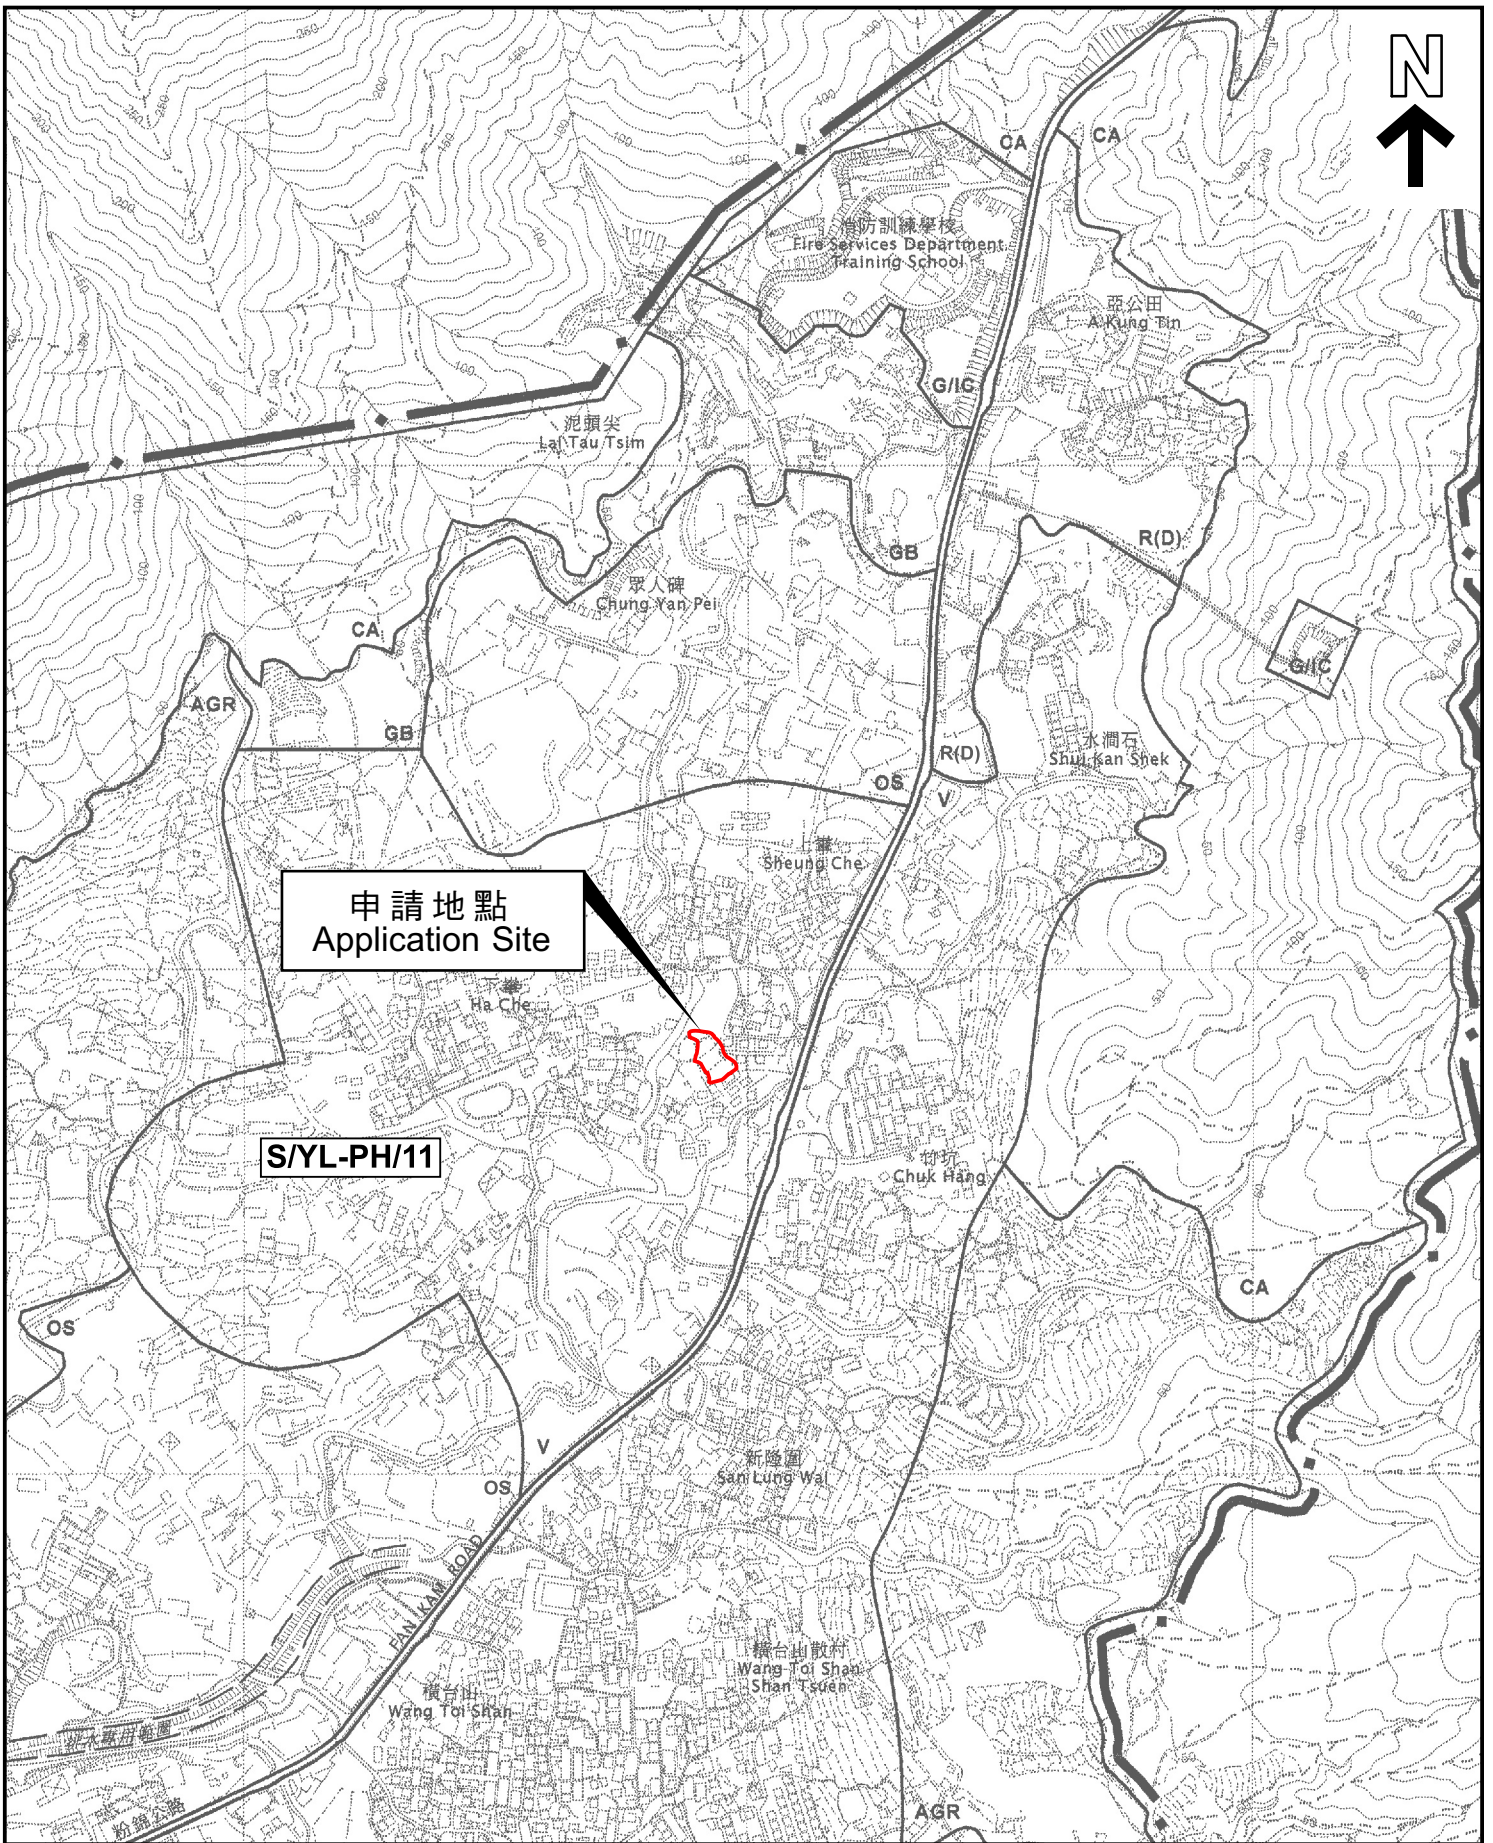 N
CA
CA
消防訓練學校
Fire Services Department
Training School
亞公田
A Kung Tin
G/IC
泥頭尖
Lai Tau Tsim
R(D)
GB
眾人碑
Chung Yan Pei
CA
G/IC
AGR
GB
水澗石
Shui Kan Shek
R(D)
OS
V
上輋
Sheung Che
申請地點
Application Site
下輋
Ha Che
S/YL-PH/11
竹坑
Chuk Hang
CA
OS
V
新隆圍
San Lung Wai
OS
FAN KAM ROAD
橫台山散村
Wang Toi Shan
Shan Tsuen
橫台山
Wang Toi Shan
粉錦公路
AGR